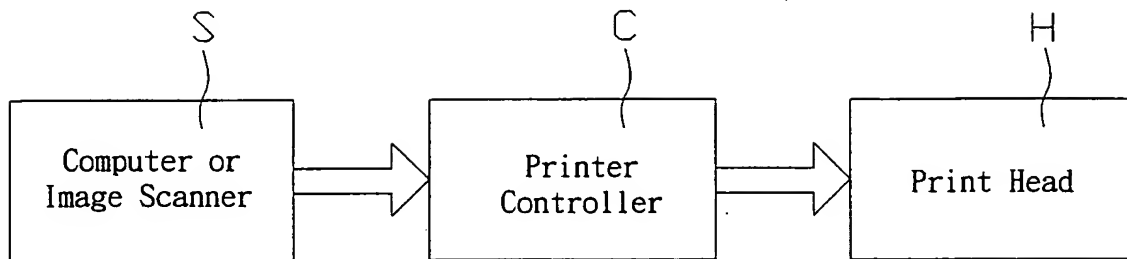 S
C
H
Computer or
Image Scanner
Printer
Controller
Print Head